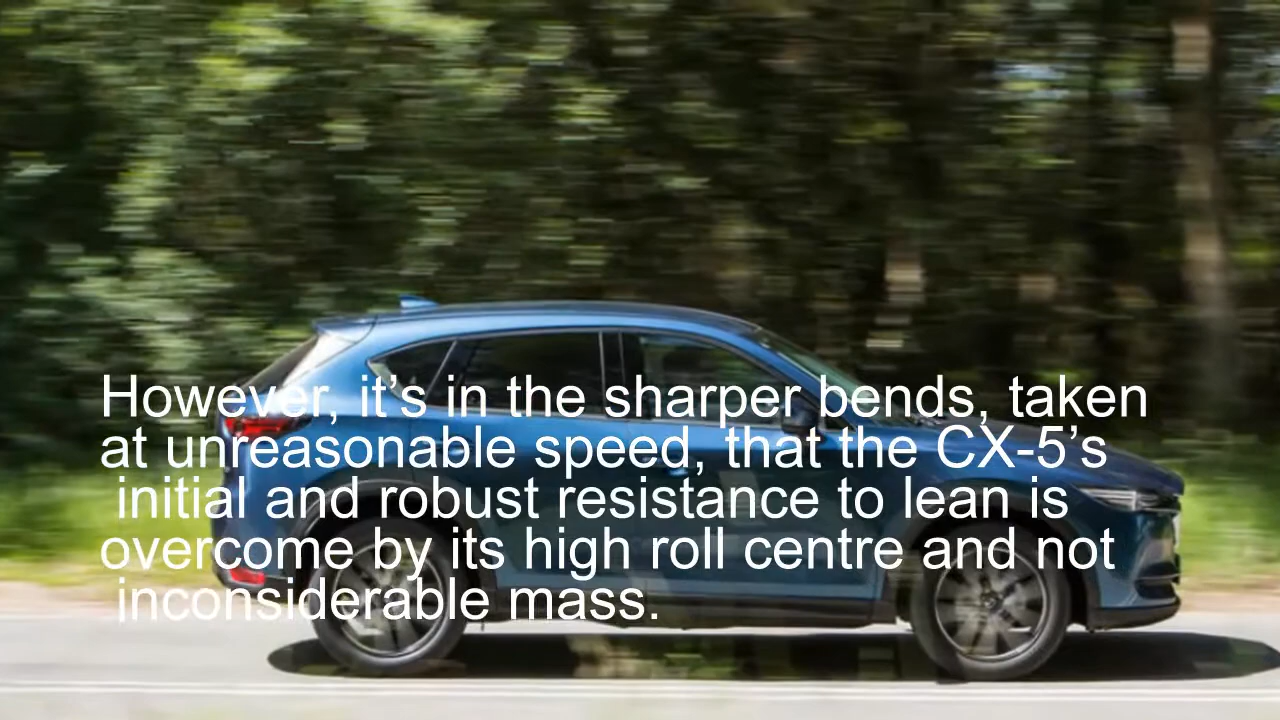 However, it’s in the sharper bends, taken
at unreasonable speed, that the CX-5’s
initial and robust resistance to lean is
overcome by its high roll centre and not
inconsiderable mass.